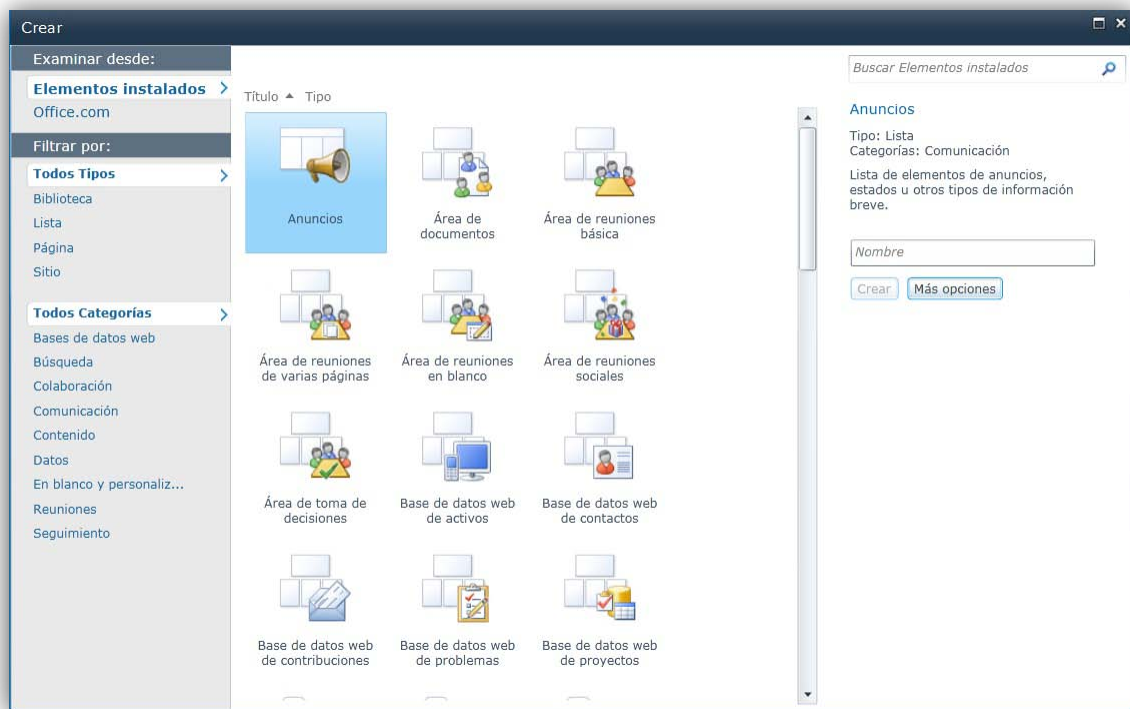 Crear
Examinar desde:
Elementos instalados
Office.com
Filtrar por:
Todos Tipos
Biblioteca
Lista
Página
Sitio
Todos Categorías
Bases de datos web
Búsqueda
Colaboración
Comunicación
Contenido
Datos
En blanco y personaliz...
Reuniones
Seguimiento
Título Tipo
Anuncios
Área de
documentos
Área de reuniones
básica
Área de reuniones
de varias páginas
Área de reuniones
en blanco
Área de reuniones
sociales
Área de toma de
decisiones
Base de datos web
de activos
Base de datos web
de contactos
Base de datos web
de contribuciones
Base de datos web
de problemas
Base de datos web
de proyectos
Buscar Elementos instalados
Anuncios
Tipo: Lista
Categorías: Comunicación
Lista de elementos de anuncios,
estados u otros tipos de información
breve.
Nombre
Crear
Más opciones